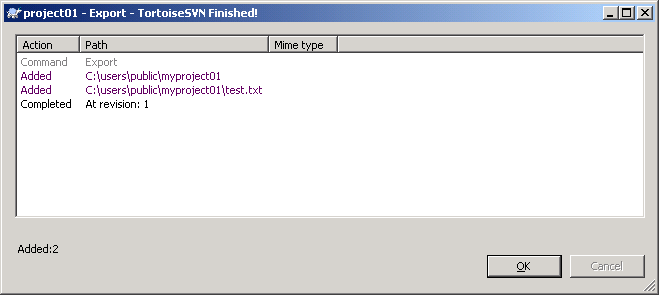 project01 - Export - TortoiseSVN Finished!
Action Path Mime type
Command Export
Added C:\users\public\myproject01
Added C:\users\public\myproject01\test.txt
Completed At revision: 1
Added:2
OK Cancel